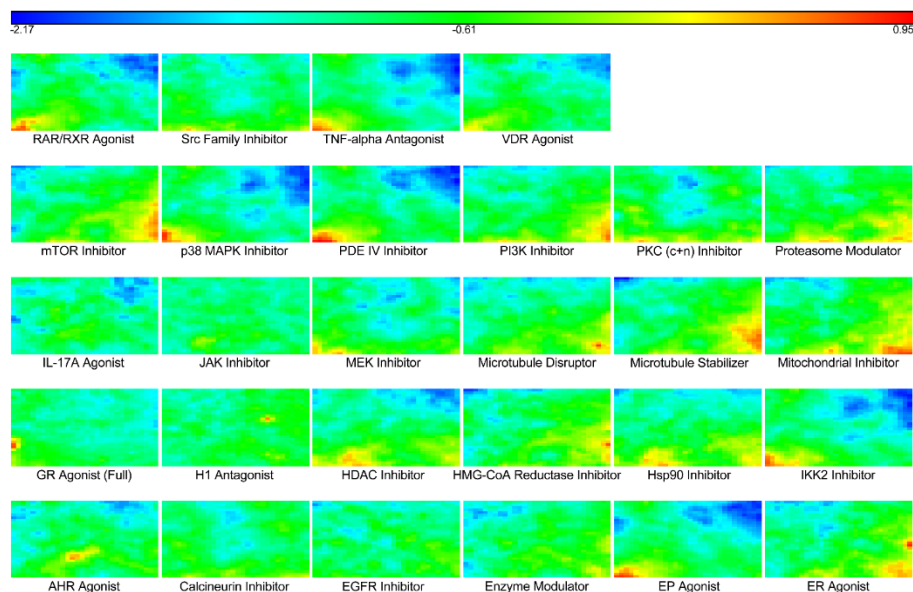 -2.17 -0.61 0.95
RAR/RXR Agonist Src Family Inhibitor TNF-alpha Antagonist VDR Agonist
mTOR Inhibitor p38 MAPK Inhibitor PDE IV Inhibitor PI3K Inhibitor PKC (c+n) Inhibitor Proteasome Modulator
IL-17A Agonist JAK Inhibitor MEK Inhibitor Microtubule Disruptor Microtubule Stabilizer Mitochondrial Inhibitor
GR Agonist (Full) H1 Antagonist HDAC Inhibitor HMG-CoA Reductase Inhibitor Hsp90 Inhibitor IKK2 Inhibitor
AHR Agonist Calcineurin Inhibitor EGFR Inhibitor Enzyme Modulator EP Agonist ER Agonist